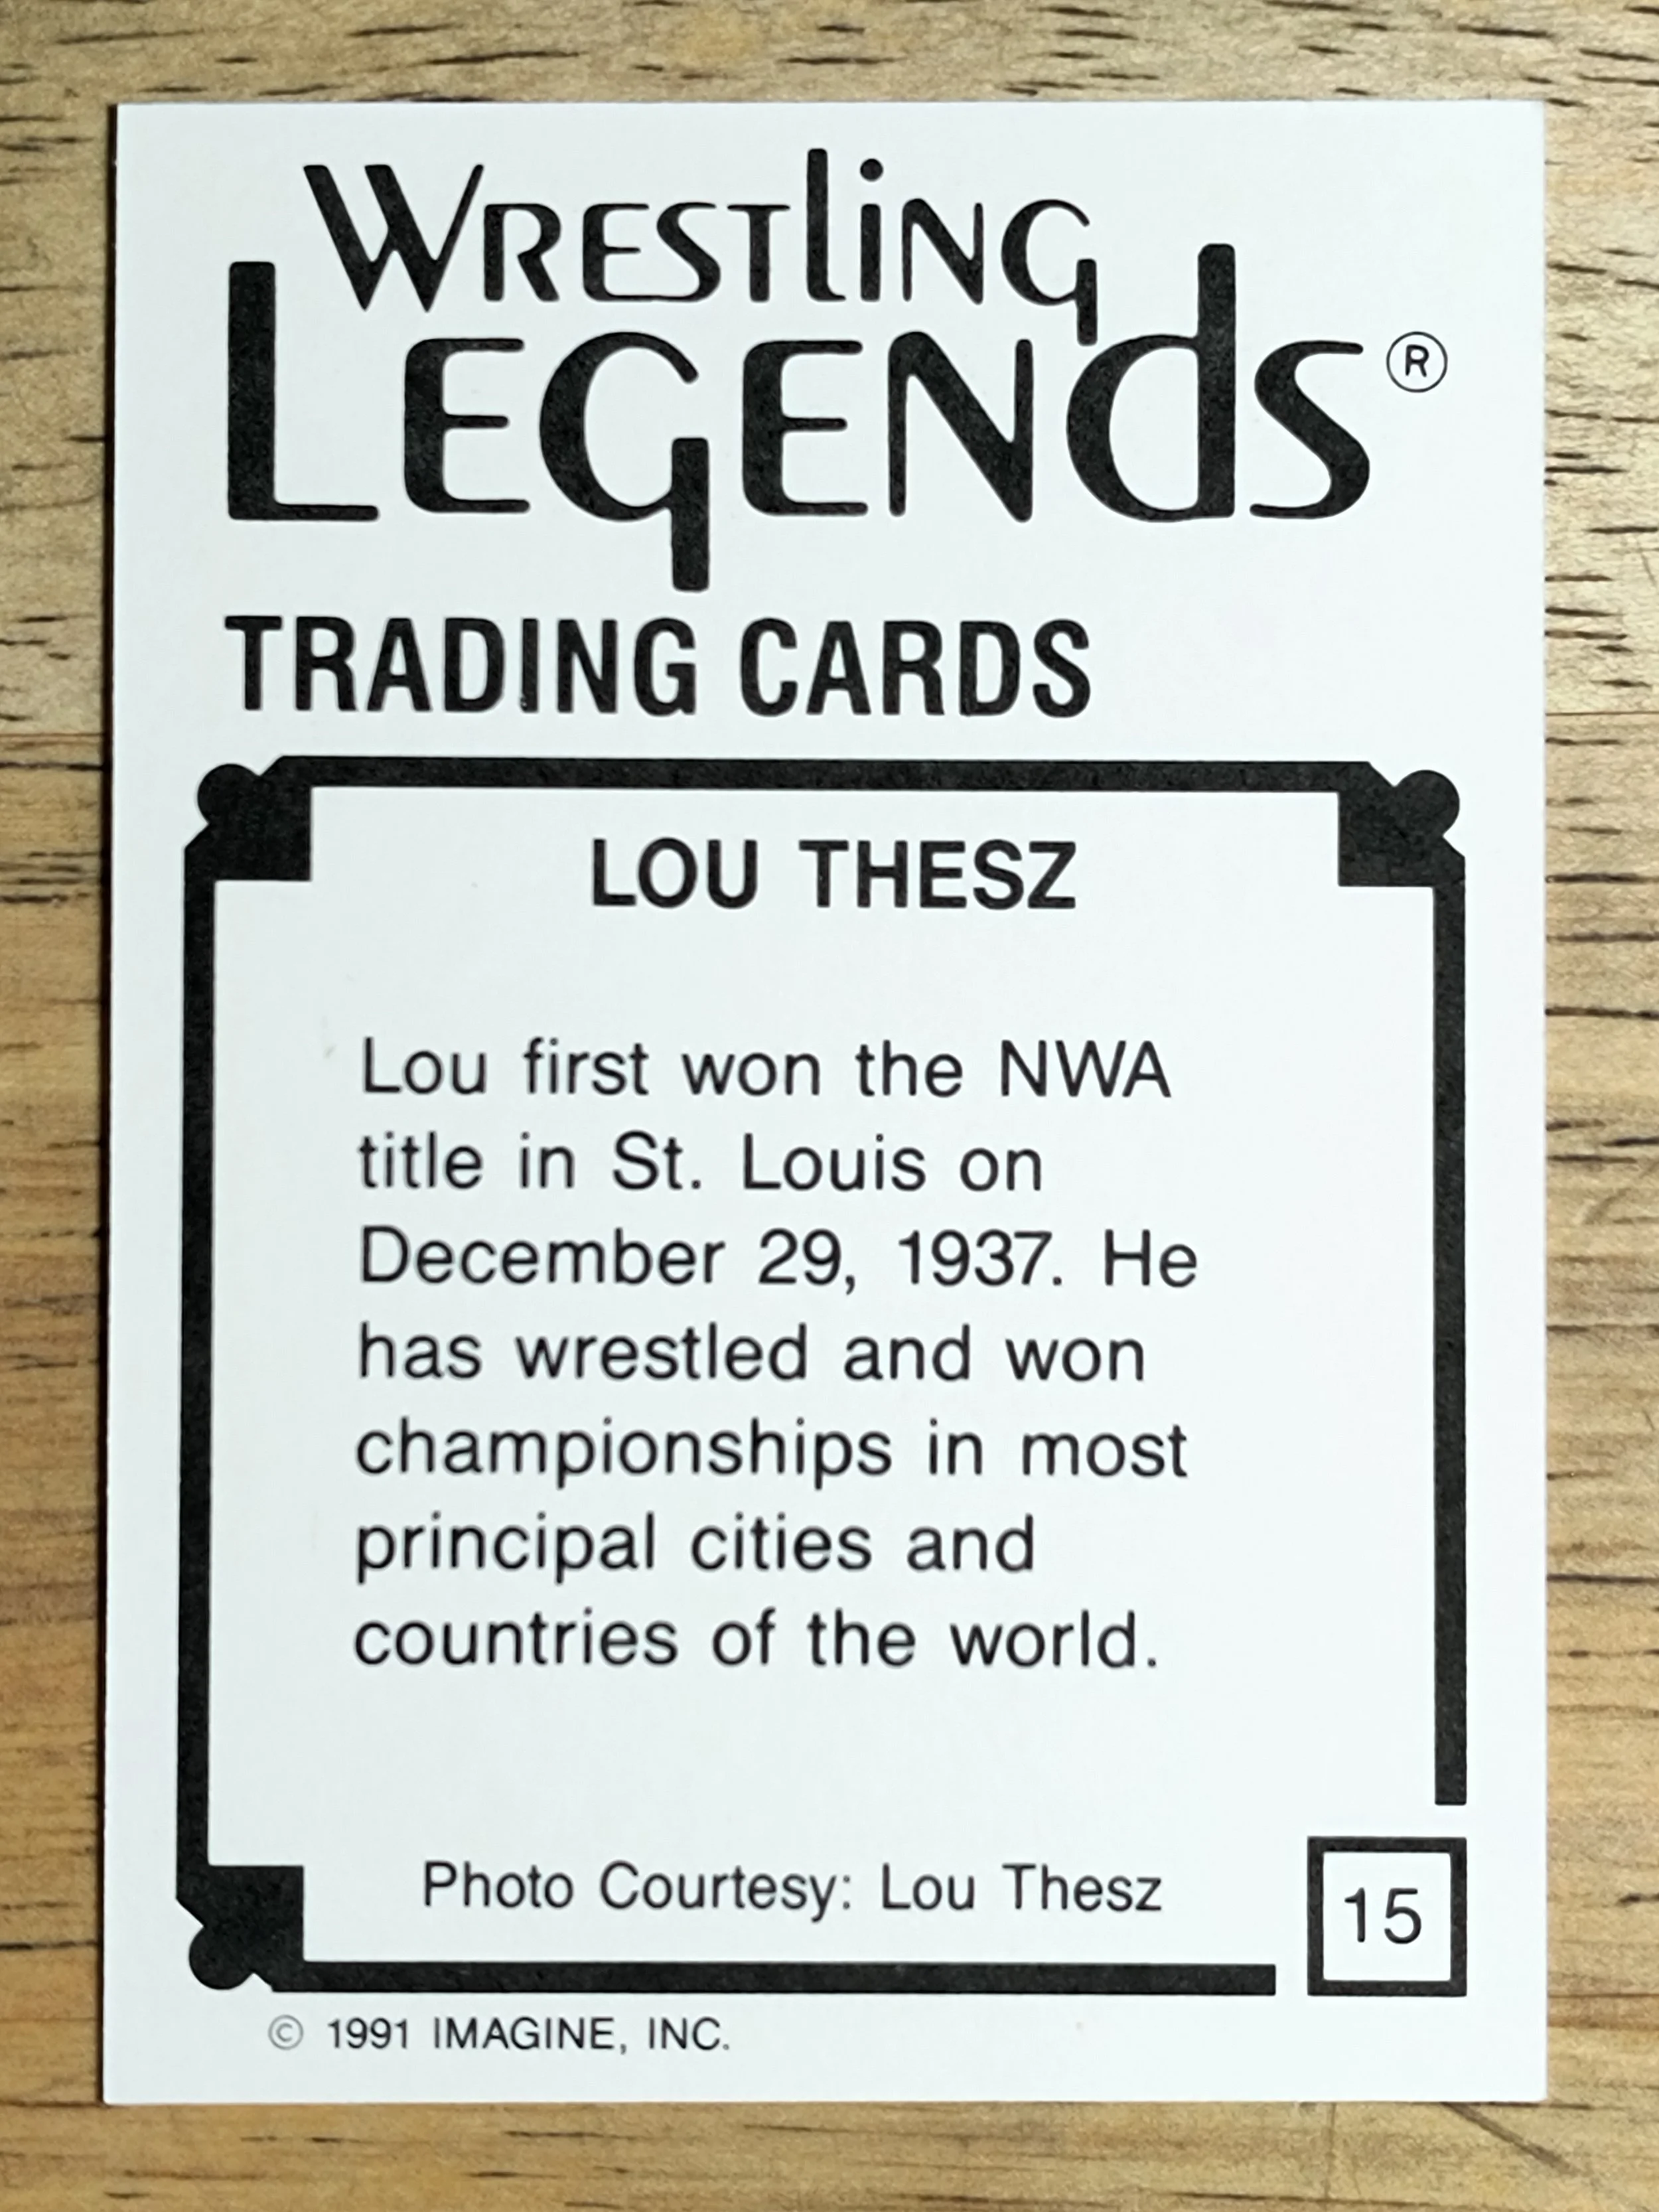 WRESTliNG
LEGENds®
TRADING CARDS
LOU THESZ
Lou first won the NWA
title in St. Louis on
December 29, 1937. He
has wrestled and won
championships in most
principal cities and
countries of the world.
Photo Courtesy: Lou Thesz
15
© 1991 IMAGINE, INC.